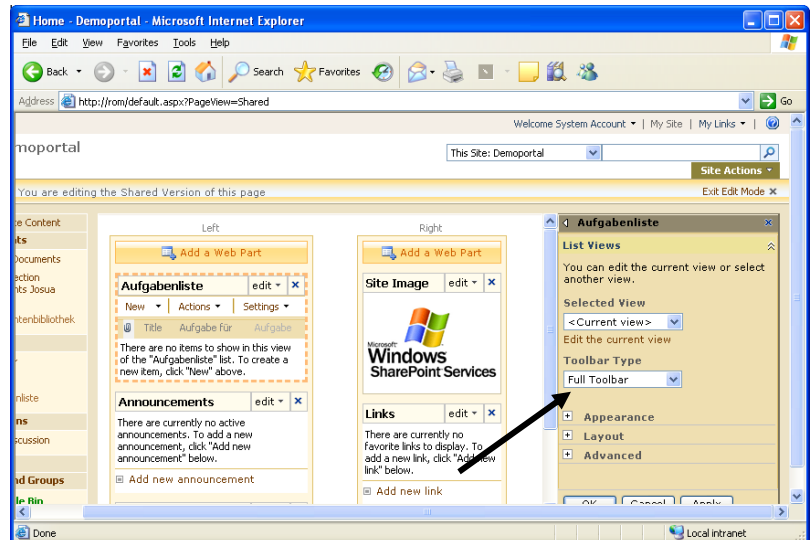 Home - Demoportal - Microsoft Internet Explorer
File Edit View Favorites Tools Help
Back Search Favorites
Address http://rom/default.aspx?PageView=Shared Go
Welcome System Account | My Site | My Links |
moportal
This Site: Demoportal
Site Actions
You are editing the Shared Version of this page
Exit Edit Mode
e Content
ts
Documents
ection
nts Josua
ntenbibliothek
nliste
ns
scussion
nd Groups
le Bin
Left
Add a Web Part
Aufgabenliste edit
New Actions Settings
Title Aufgabe für Aufgabe
There are no items to show in this view
of the "Aufgabenliste" list. To create a
new item, click "New" above.
Announcements edit
There are currently no active
announcements. To add a new
announcement, click "Add new
announcement" below.
Add new announcement
Right
Add a Web Part
Site Image edit
Microsoft
Windows
SharePoint Services
Links edit
There are currently no
favorite links to display. To
add a new link, click "Add new
link" below.
Add new link
Aufgabenliste
List Views
You can edit the current view or select
another view.
Selected View
<Current view>
Edit the current view
Toolbar Type
Full Toolbar
Appearance
Layout
Advanced
OK Cancel Apply
Done
Local intranet